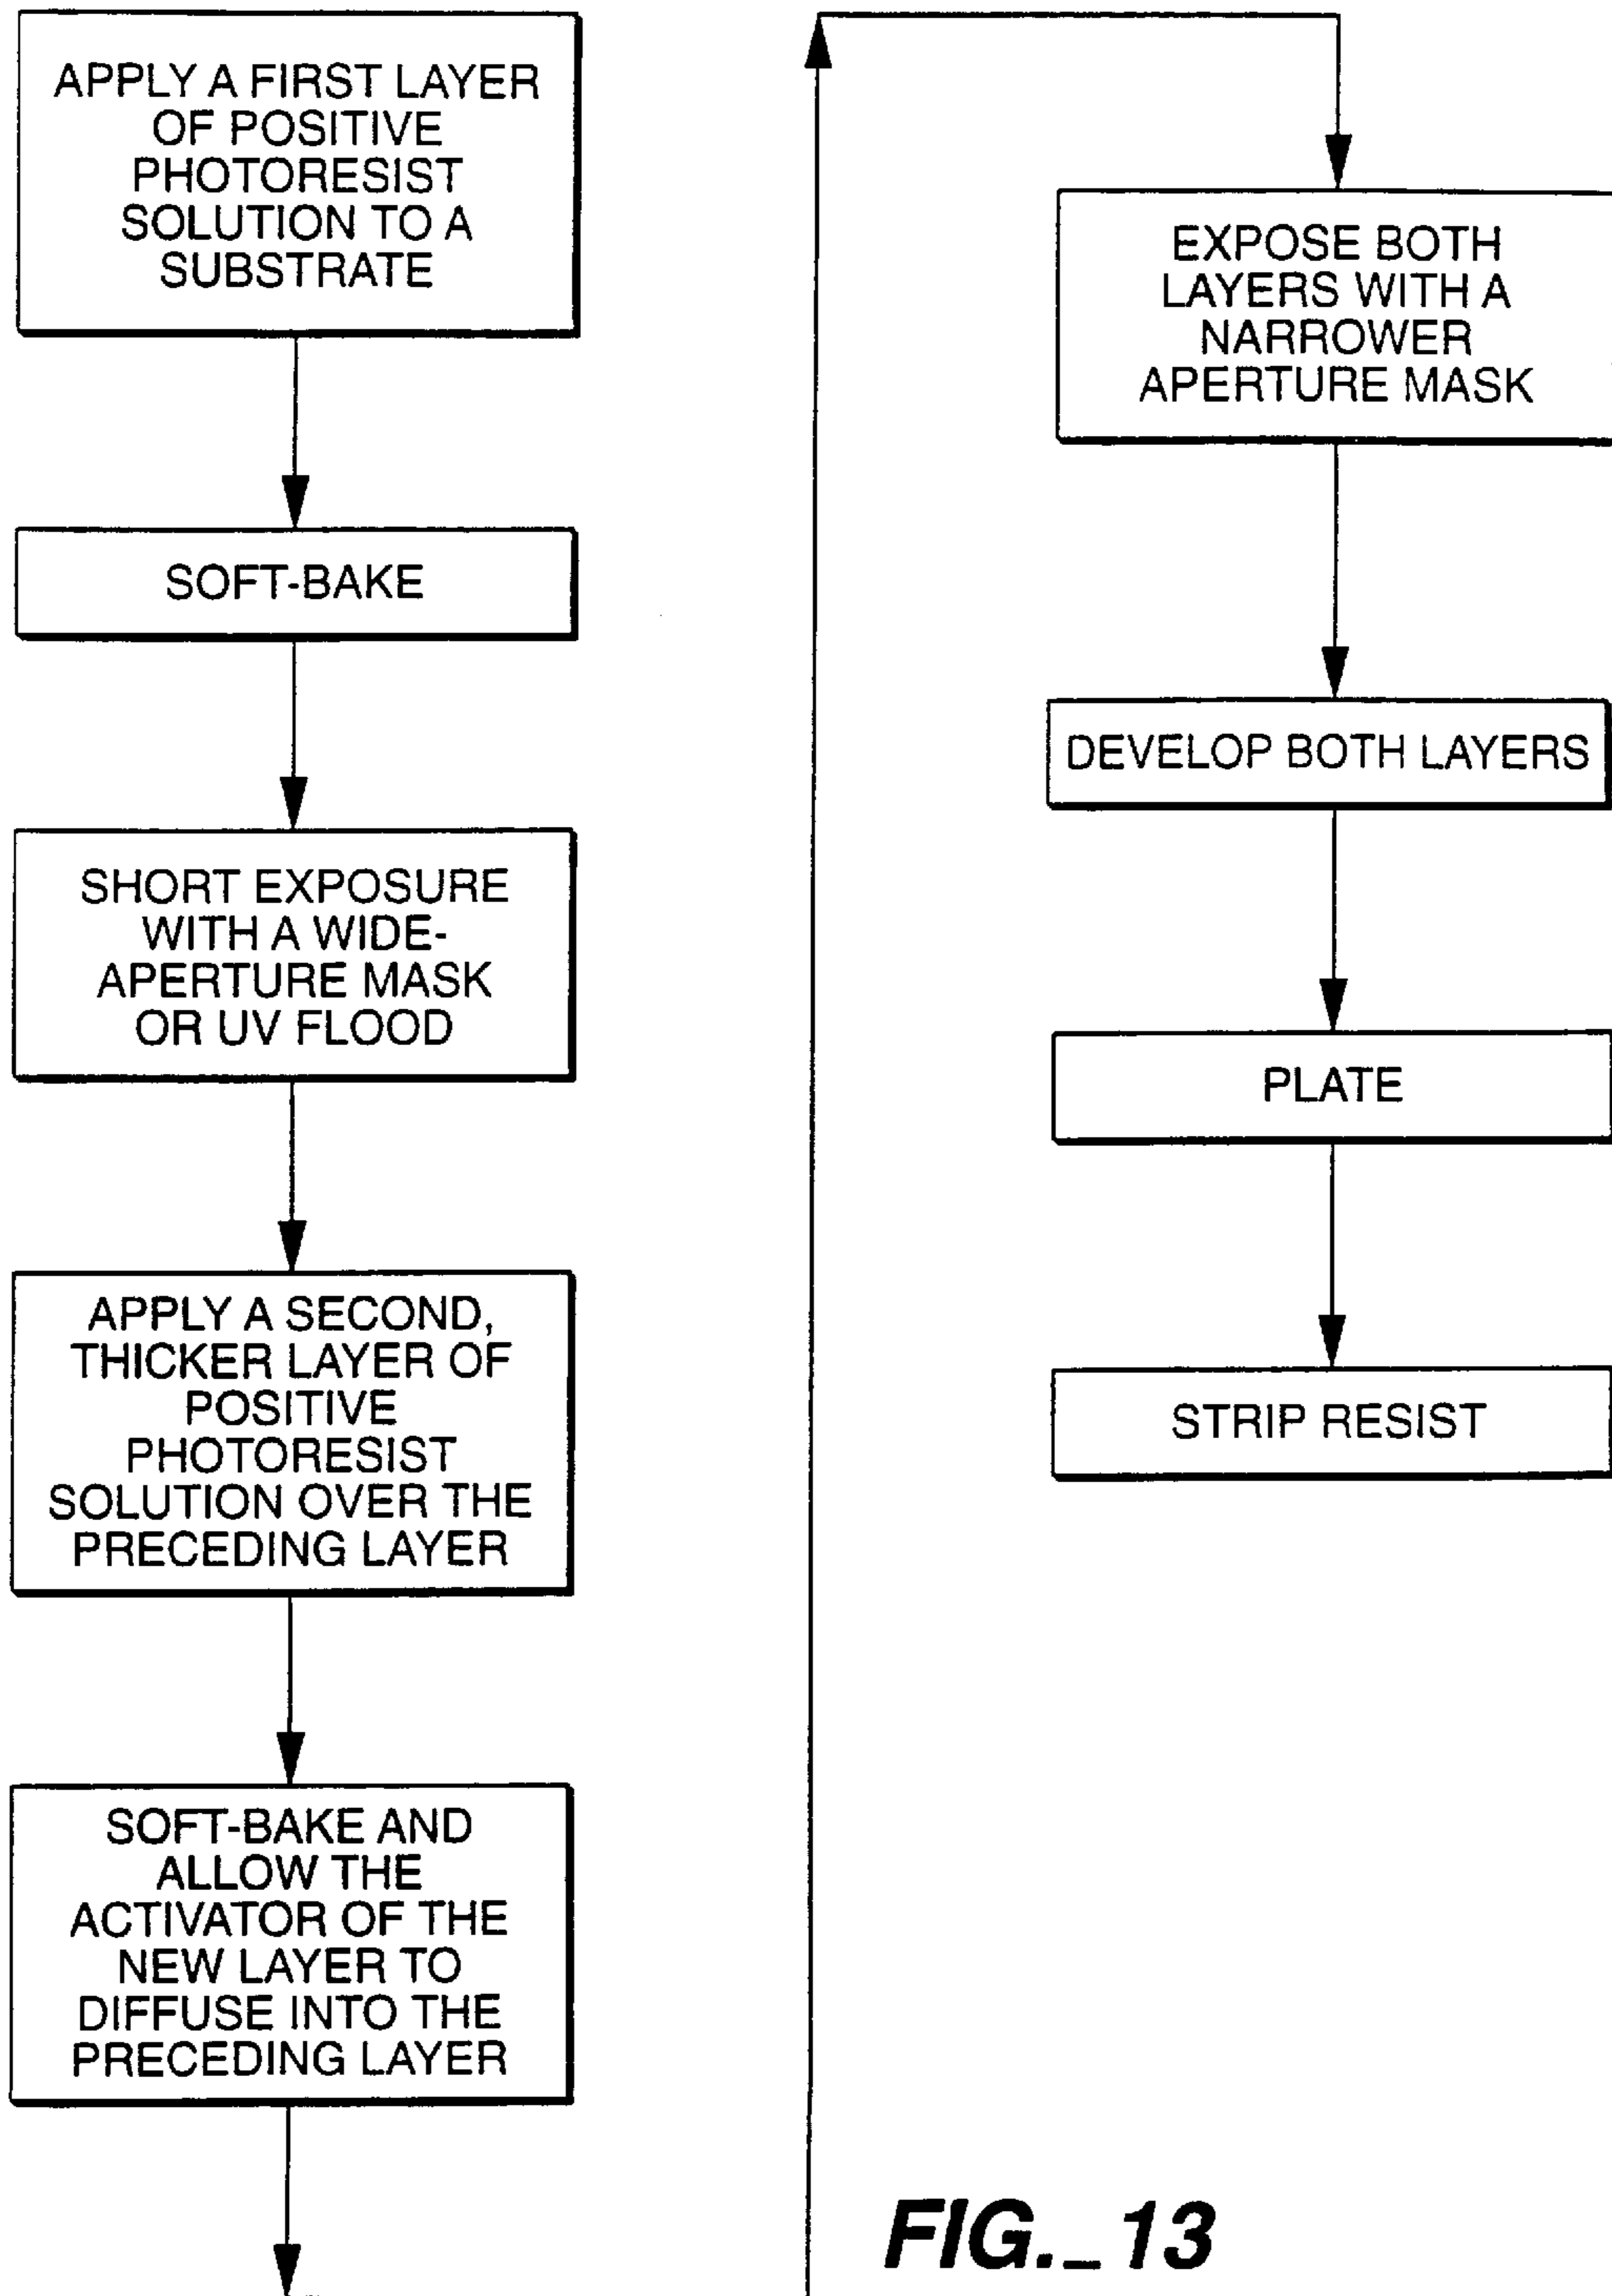 APPLY A FIRST LAYER
OF POSITIVE
PHOTORESIST
SOLUTION TO A
SUBSTRATE
SOFT-BAKE
SHORT EXPOSURE
WITH A WIDE-
APERTURE MASK
OR UV FLOOD
APPLY A SECOND,
THICKER LAYER OF
POSITIVE
PHOTORESIST
SOLUTION OVER THE
PRECEDING LAYER
SOFT-BAKE AND
ALLOW THE
ACTIVATOR OF THE
NEW LAYER TO
DIFFUSE INTO THE
PRECEDING LAYER
EXPOSE BOTH
LAYERS WITH A
NARROWER
APERTURE MASK
DEVELOP BOTH LAYERS
PLATE
STRIP RESIST
FIG._13